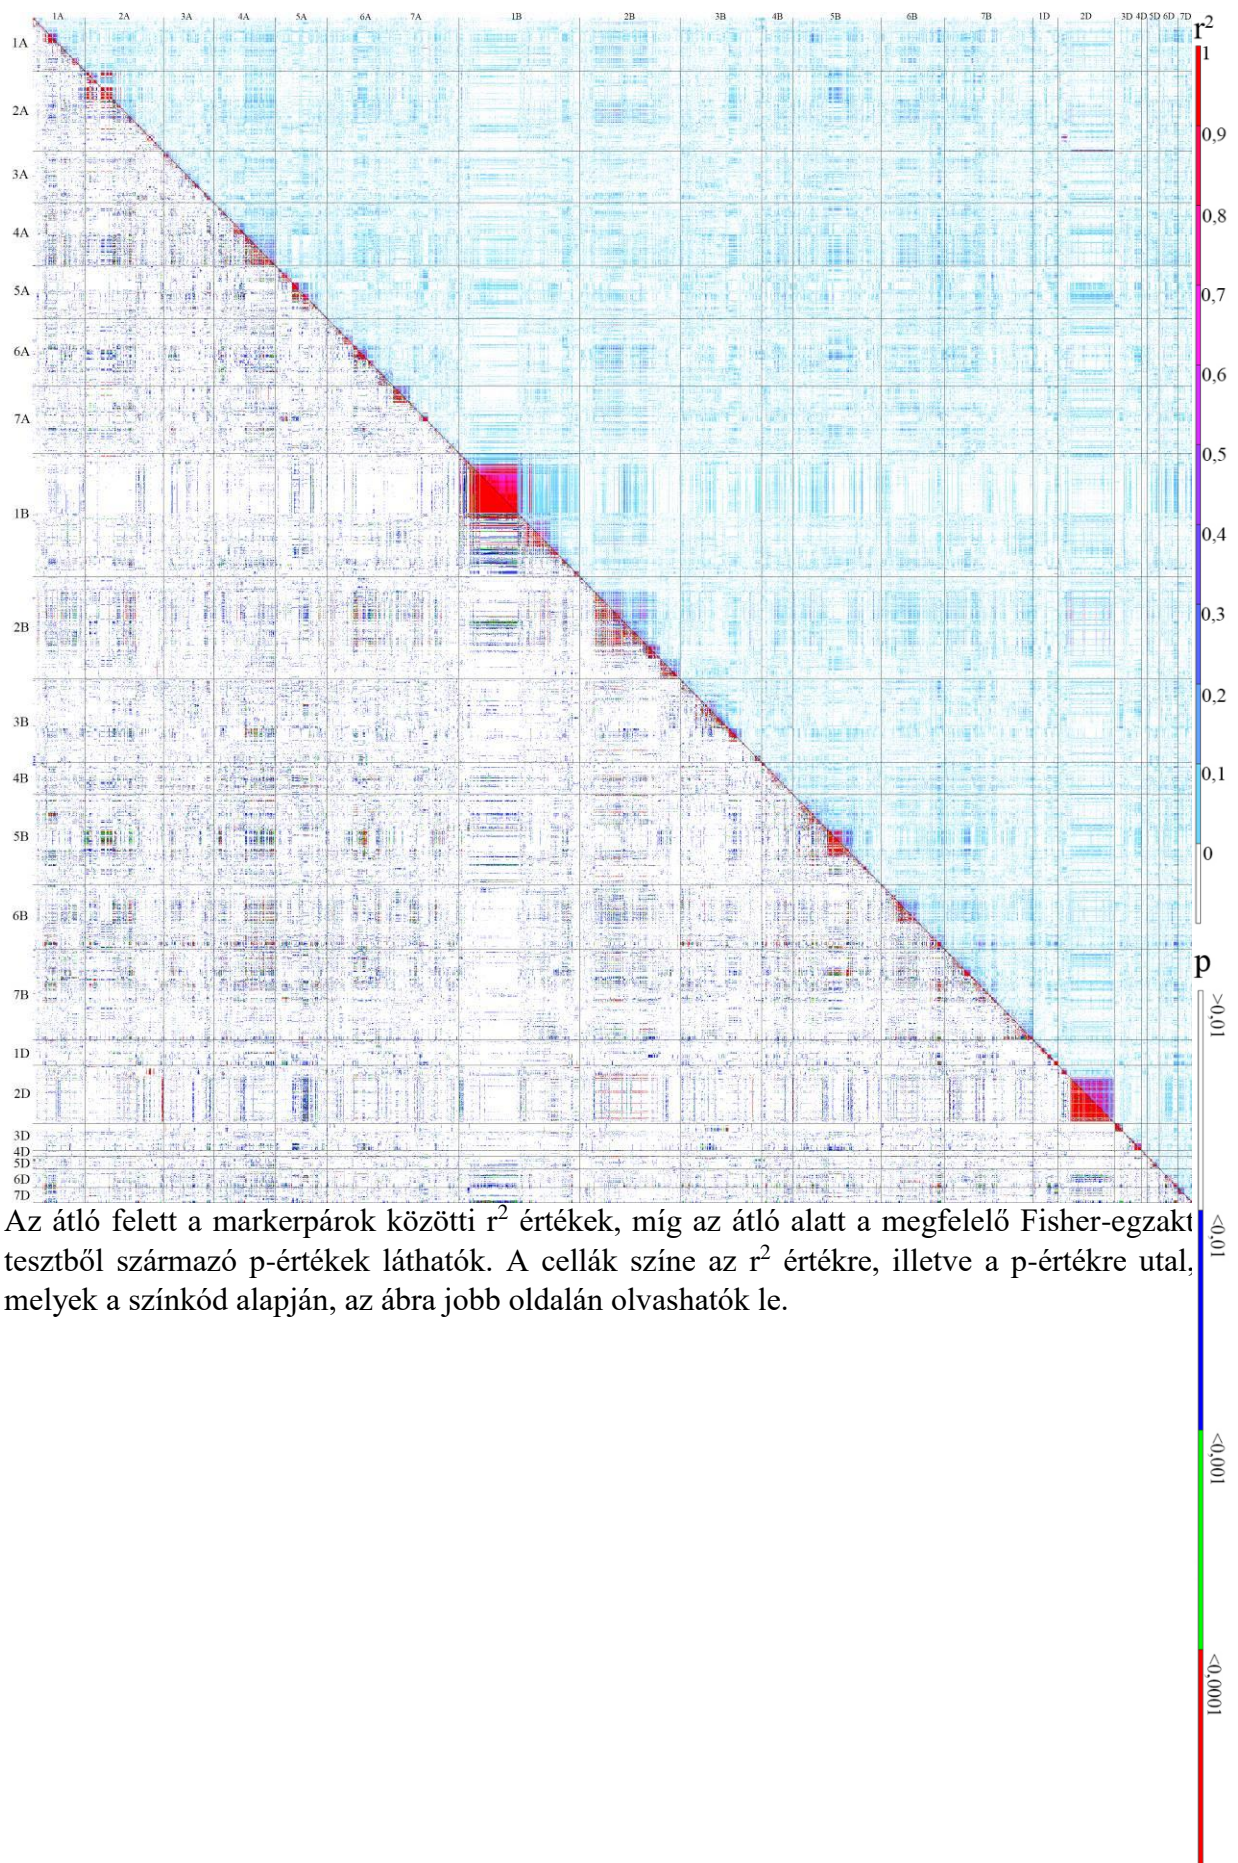 1A 2A 3A 4A 5A 6A 7A 1B 2B 3B 4B 5B 6B 7B 1D 2D 3D 4D 5D 6D 7D
1A
2A
3A
4A
5A
6A
7A
1B
2B
3B
4B
5B
6B
7B
1D
2D
3D
4D
5D
6D
7D
r²
1
0,9
0,8
0,7
0,6
0,5
0,4
0,3
0,2
0,1
0
p
>0,01
<0,01
<0,001
<0,0001
Az átló felett a markerpárok közötti r² értékek, míg az átló alatt a megfelelő Fisher-egzakt
tesztből származó p-értékek láthatók. A cellák színe az r² értékre, illetve a p-értékre utal,
melyek a színkód alapján, az ábra jobb oldalán olvashatók le.